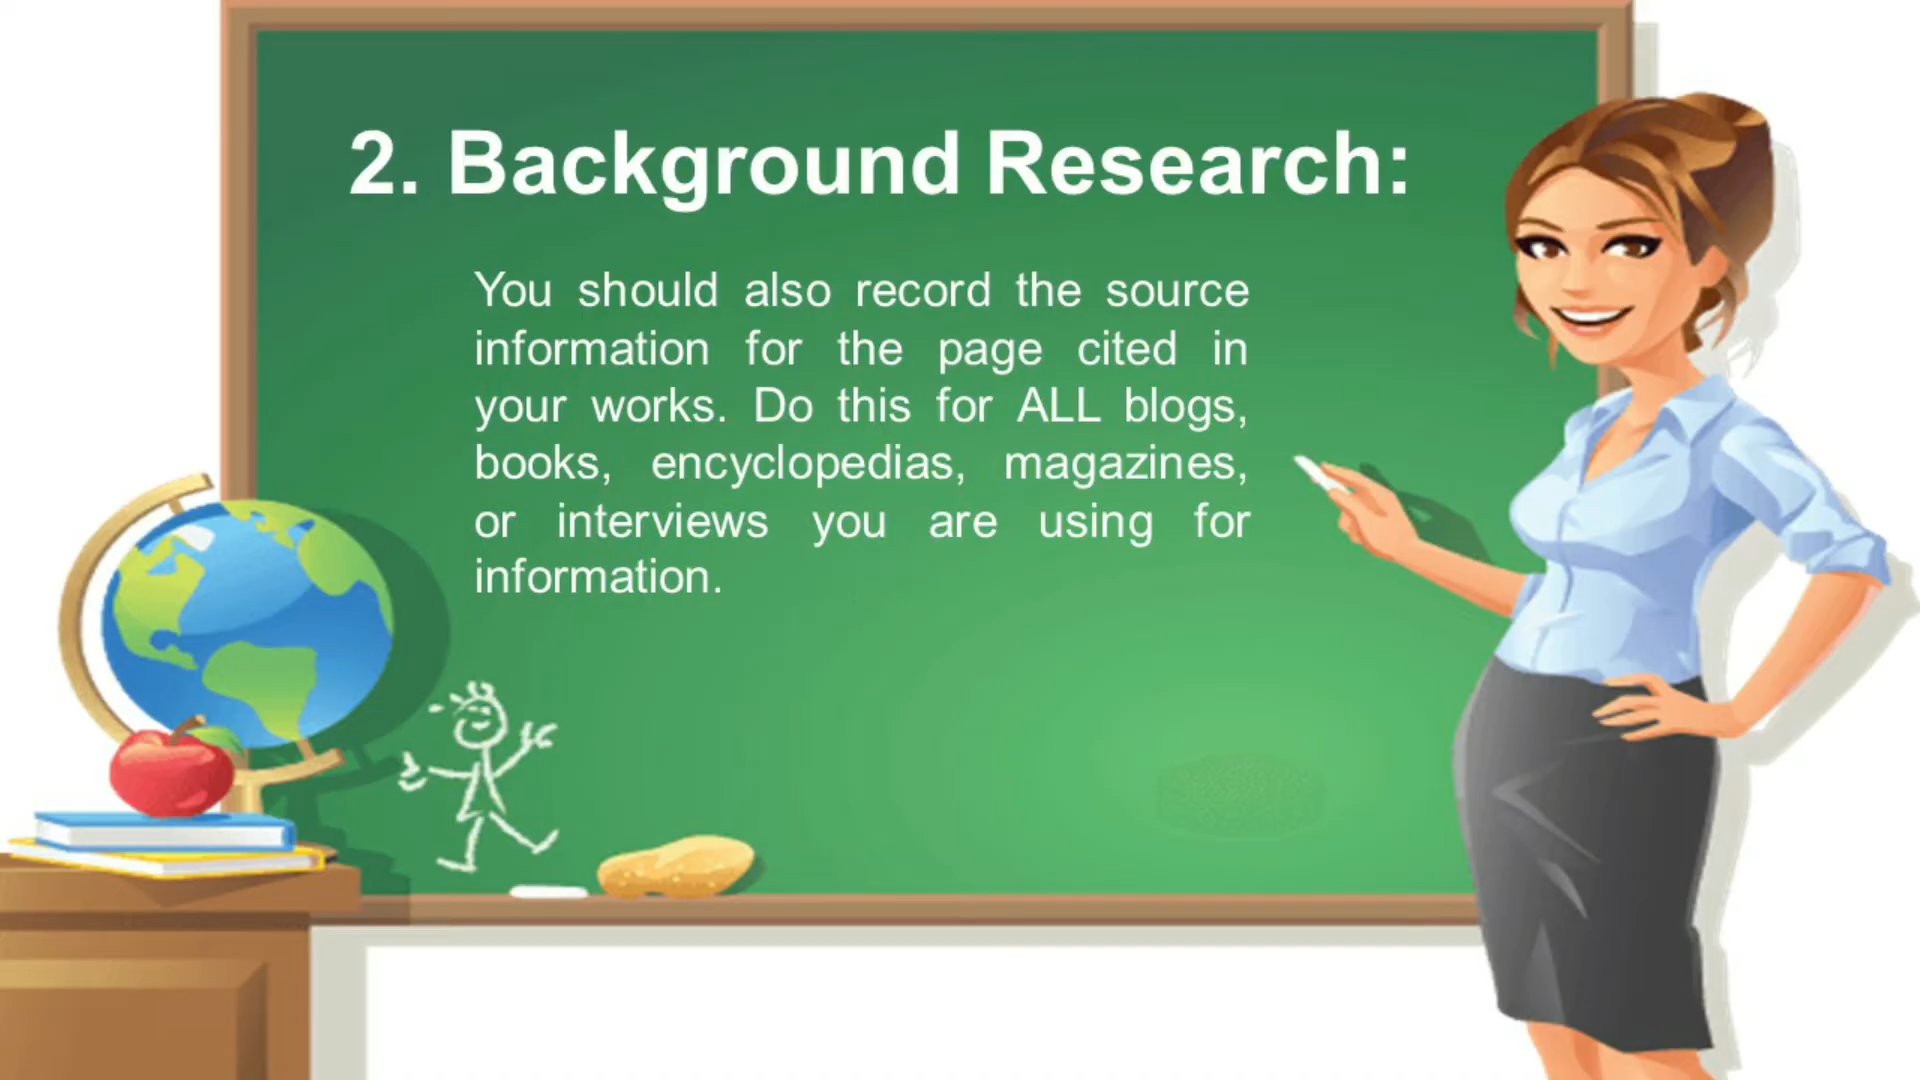 2. Background Research:
You should also record the source
information for the page cited in
your works. Do this for ALL blogs,
books, encyclopedias, magazines,
or interviews you are using for
information.